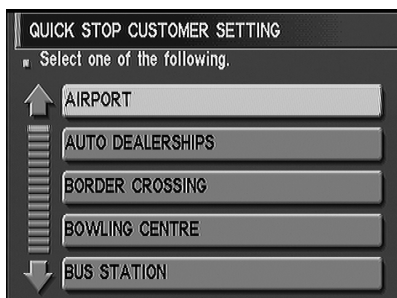 QUICK STOP CUSTOMER SETTING
Select one of the following.
AIRPORT
AUTO DEALERSHIPS
BORDER CROSSING
BOWLING CENTRE
BUS STATION